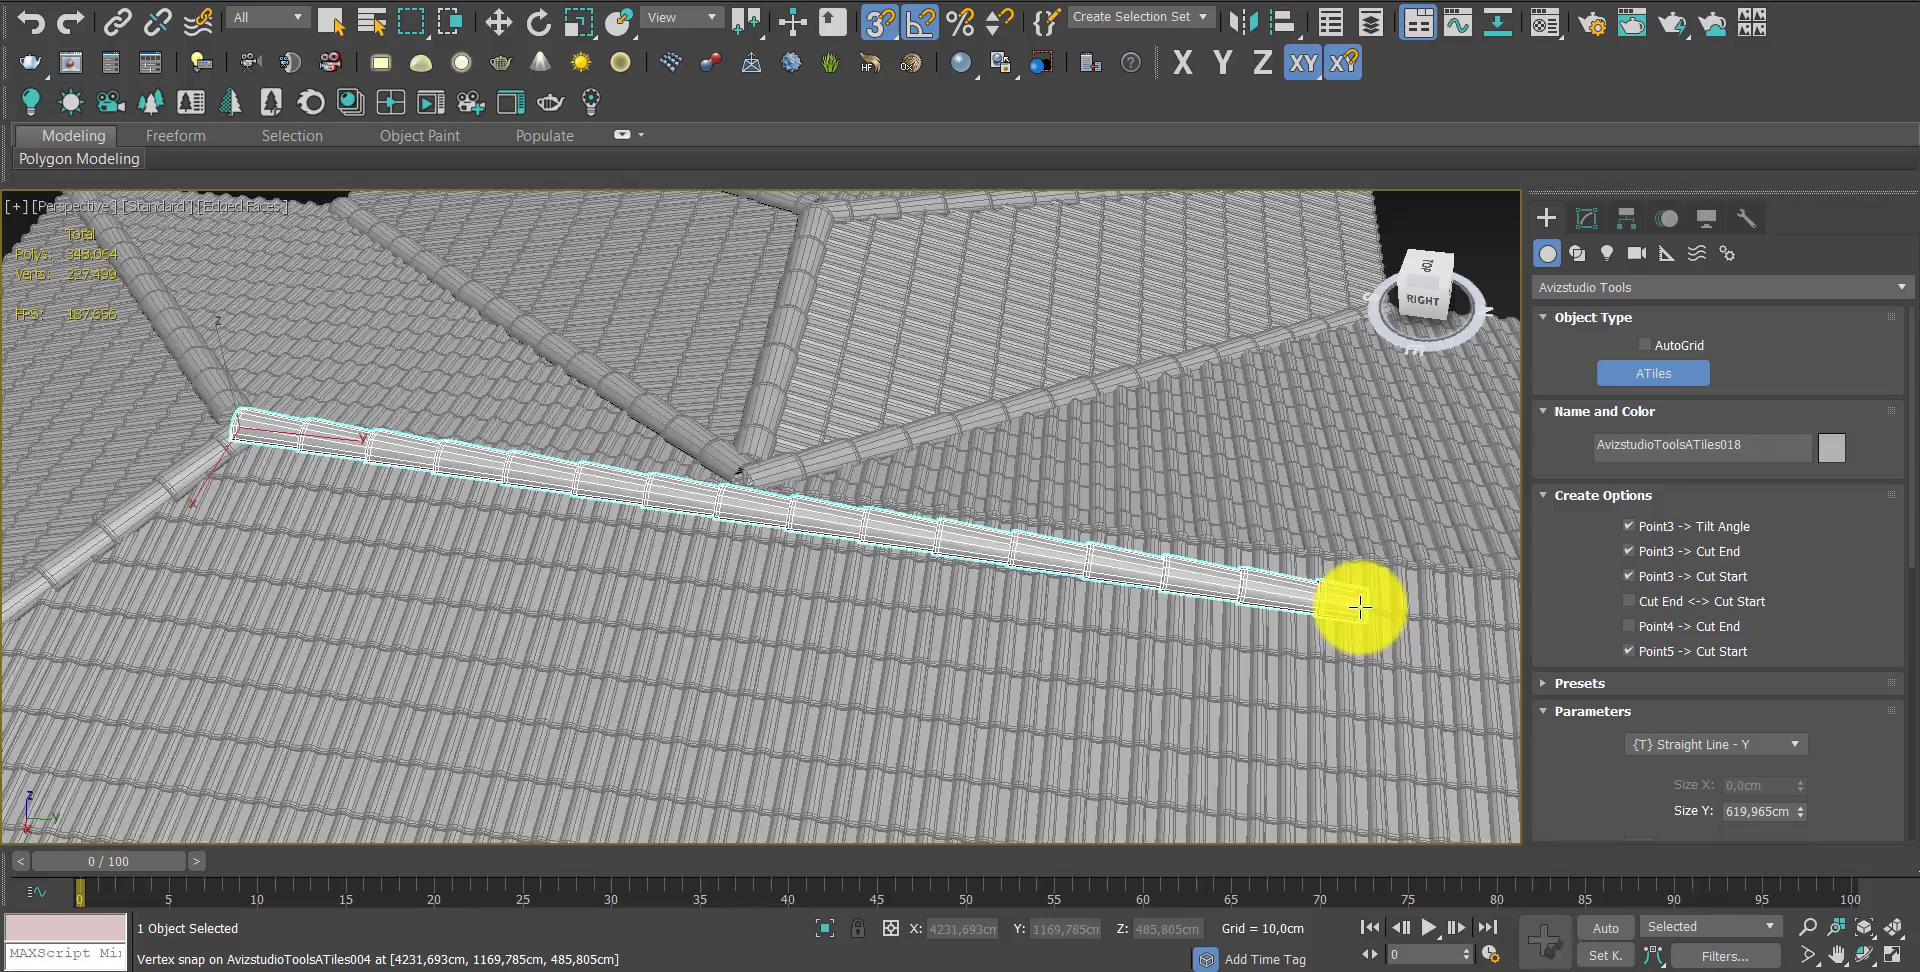 All
View
Create Selection Set
X Y Z XY XY
HF
Modeling Freeform Selection Object Paint Populate
Polygon Modeling
[+] [Perspective ] [Standard ] [Edged Faces ]
Total
Polys: 348.064
Verts: 227.499
FPS: 187.656
TOP
RIGHT
z
y
x
z
y
x
Avizstudio Tools
Object Type
AutoGrid
ATiles
Name and Color
AvizstudioToolsATiles018
Create Options
Point3 -> Tilt Angle
Point3 -> Cut End
Point3 -> Cut Start
Cut End <-> Cut Start
Point4 -> Cut End
Point5 -> Cut Start
Presets
Parameters
{T} Straight Line - Y
Size X: 0,0cm
Size Y: 619,965cm
< 0 / 100 >
0 5 10 15 20 25 30 35 40 45 50 55 60 65 70 75 80 85 90 95 100
1 Object Selected
X: 4231,693cm Y: 1169,785cm Z: 485,805cm Grid = 10,0cm
Auto
Selected
MAXScript Mi
Vertex snap on AvizstudioToolsATiles004 at [4231,693cm, 1169,785cm, 485,805cm]
Add Time Tag
0
Set K.
Filters...